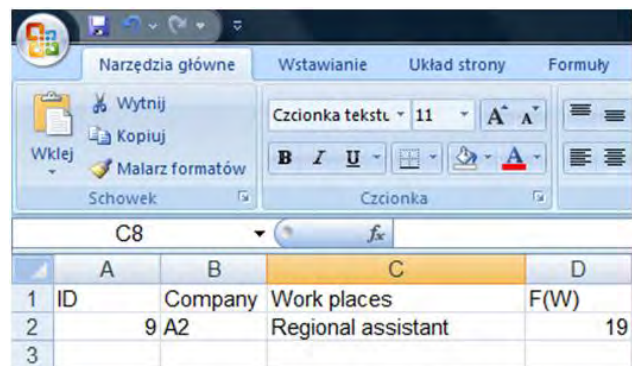 Narzędzia główne Wstawianie Układ strony Formuły
Wklej
Wytnij
Kopiuj
Malarz formatów
Schowek
Czcionka tekstu 11 A A
B I U A
Czcionka
C8 fx
A B C D
1 ID Company Work places F(W)
2 9 A2 Regional assistant 19
3